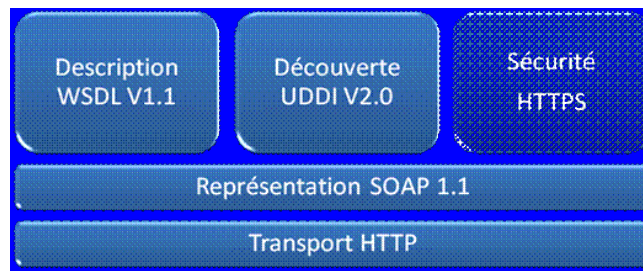 Description
WSDL V1.1
Découverte
UDDI V2.0
Sécurité
HTTPS
Représentation SOAP 1.1
Transport HTTP